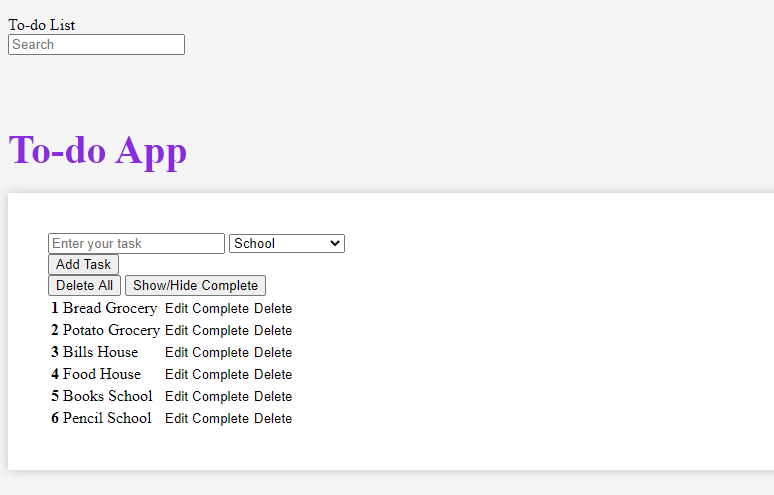 To-do List
Search
To-do App
Enter your task School
Add Task
Delete All Show/Hide Complete
1 Bread Grocery Edit Complete Delete
2 Potato Grocery Edit Complete Delete
3 Bills House Edit Complete Delete
4 Food House Edit Complete Delete
5 Books School Edit Complete Delete
6 Pencil School Edit Complete Delete